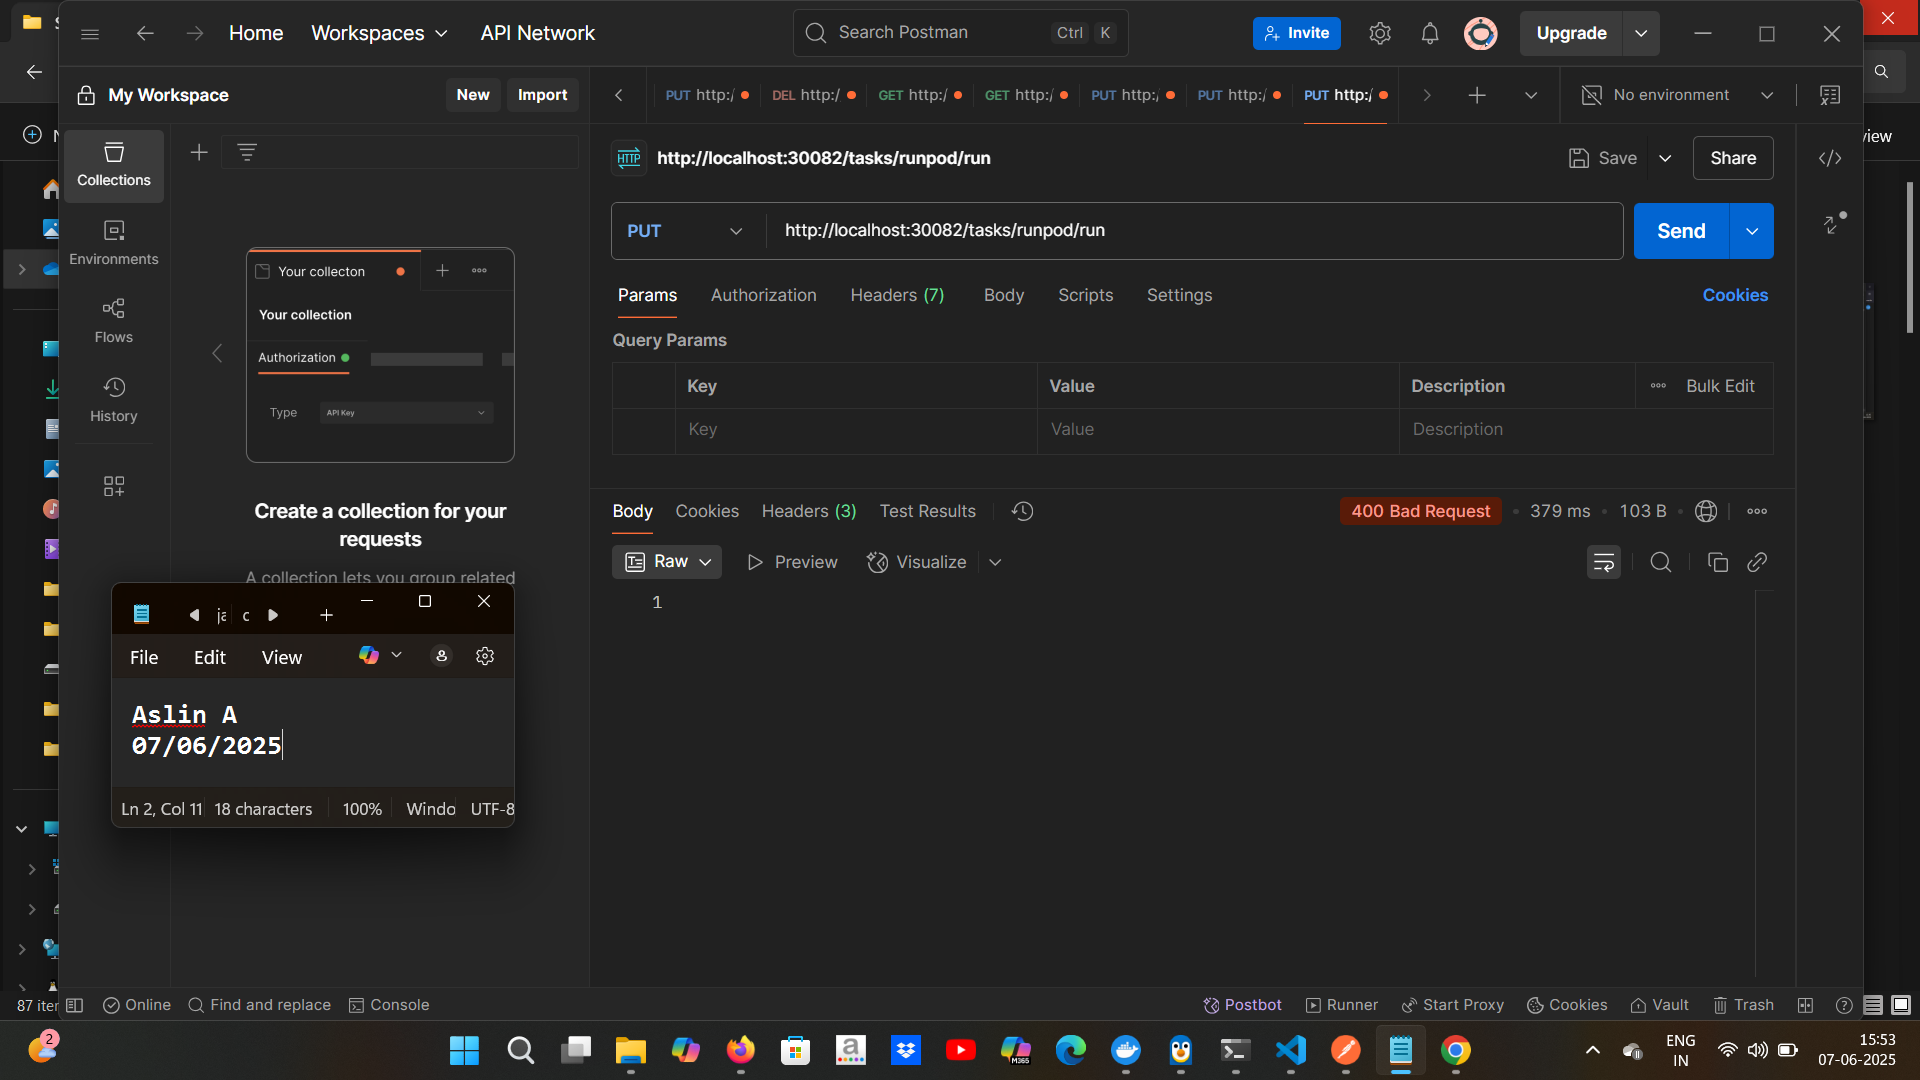 Home
Workspaces
API Network
Search Postman
Ctrl K
Invite
Upgrade
My Workspace
New
Import
PUT http:/
DEL http:/
GET http:/
GET http:/
PUT http:/
PUT http:/
PUT http:/
No environment
Collections
Environments
Flows
History
HTTP
http://localhost:30082/tasks/runpod/run
Save
Share
PUT
http://localhost:30082/tasks/runpod/run
Send
Params
Authorization
Headers (7)
Body
Scripts
Settings
Cookies
Query Params
Key
Value
Description
Bulk Edit
Key
Value
Description
Your collecton
Your collection
Authorization
Type
API Key
Create a collection for your
requests
A collection lets you group related
Body
Cookies
Headers (3)
Test Results
400 Bad Request
379 ms
103 B
Raw
Preview
Visualize
1
File
Edit
View
Aslin A
07/06/2025
Ln 2, Col 11
18 characters
100%
Windo
UTF-8
Online
Find and replace
Console
Postbot
Runner
Start Proxy
Cookies
Vault
Trash
2
M365
ENG
IN
15:53
07-06-2025